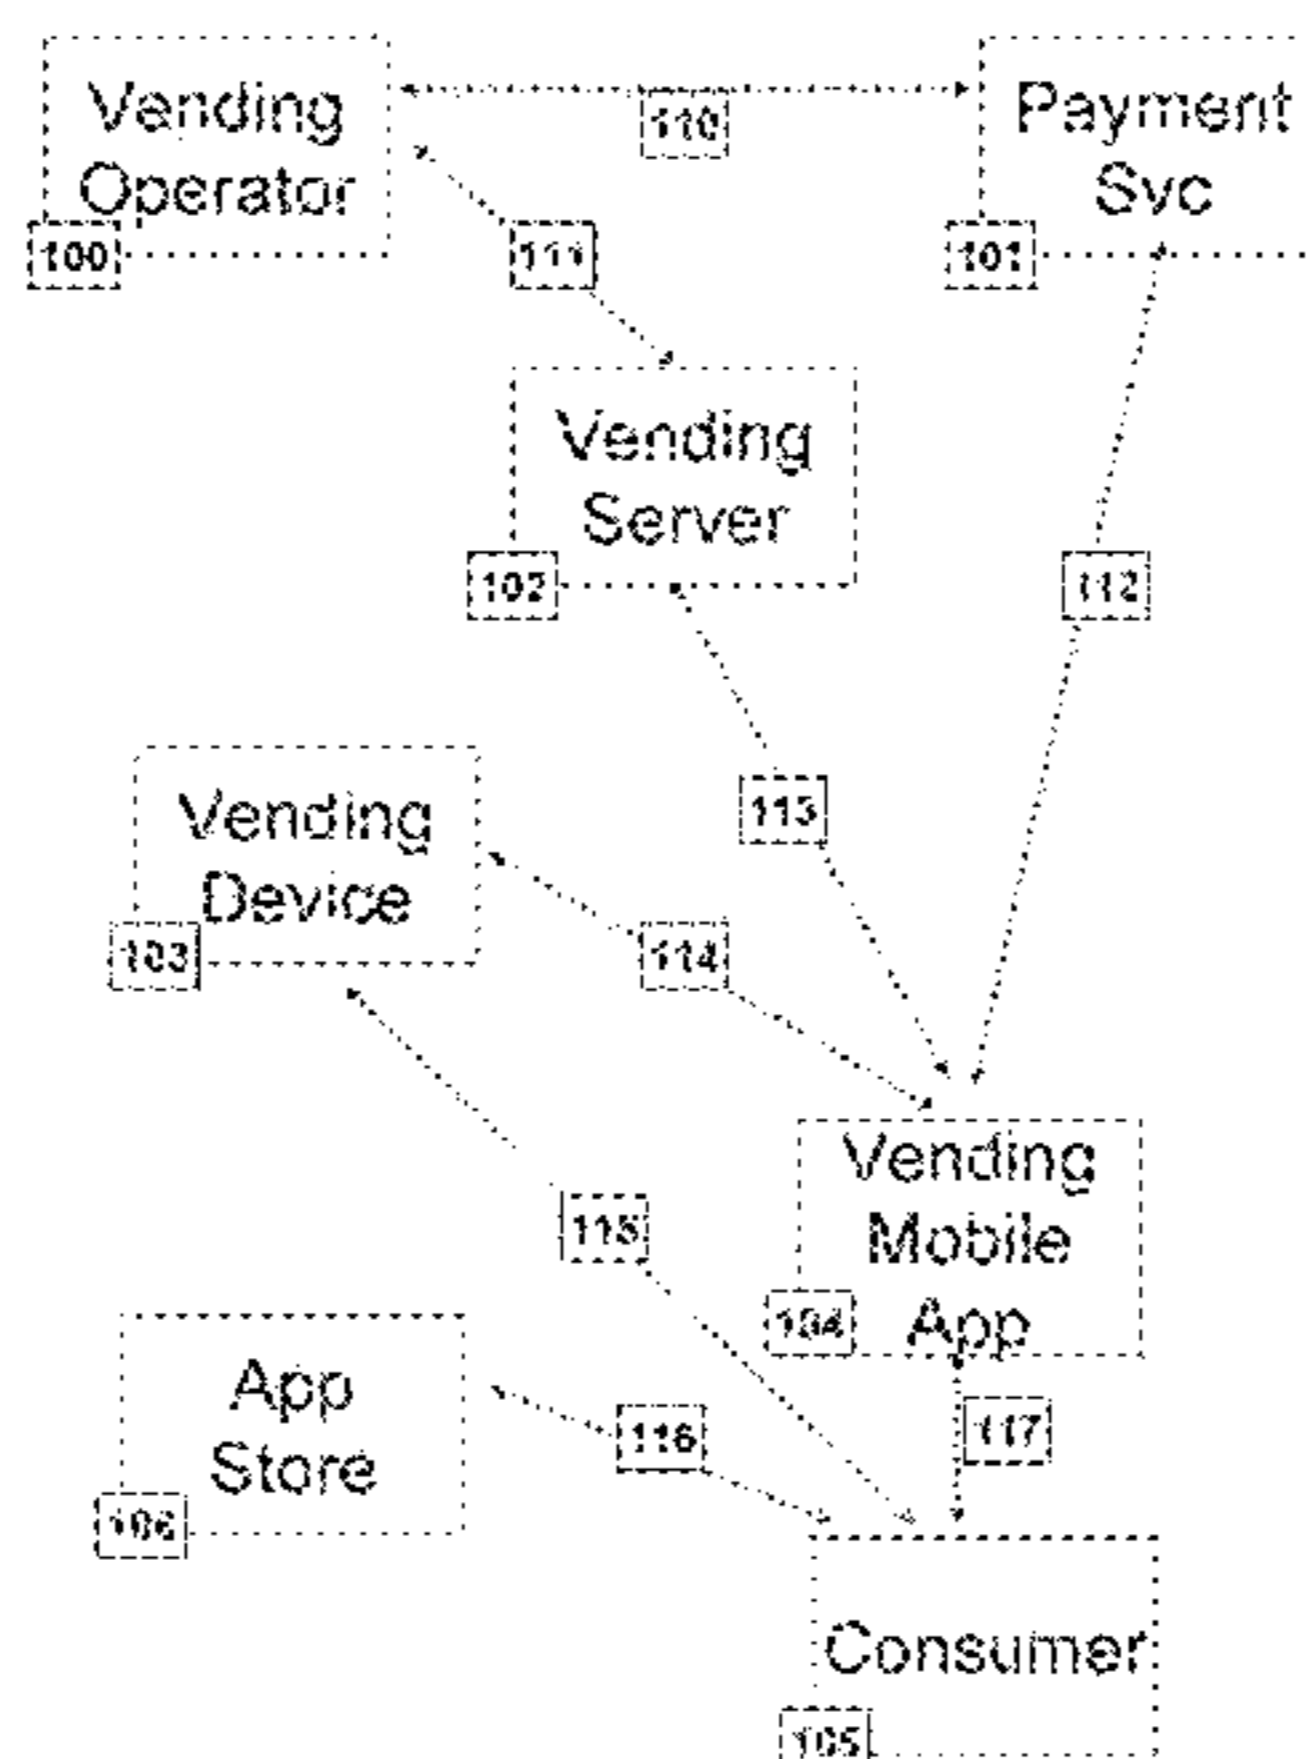 Vending
Operator
100
110
Payment
Svc
101
111
Vending
Server
102
112
113
Vending
Device
103
114
115
Vending
Mobile
App
104
App
Store
106
116
117
Consumer
105